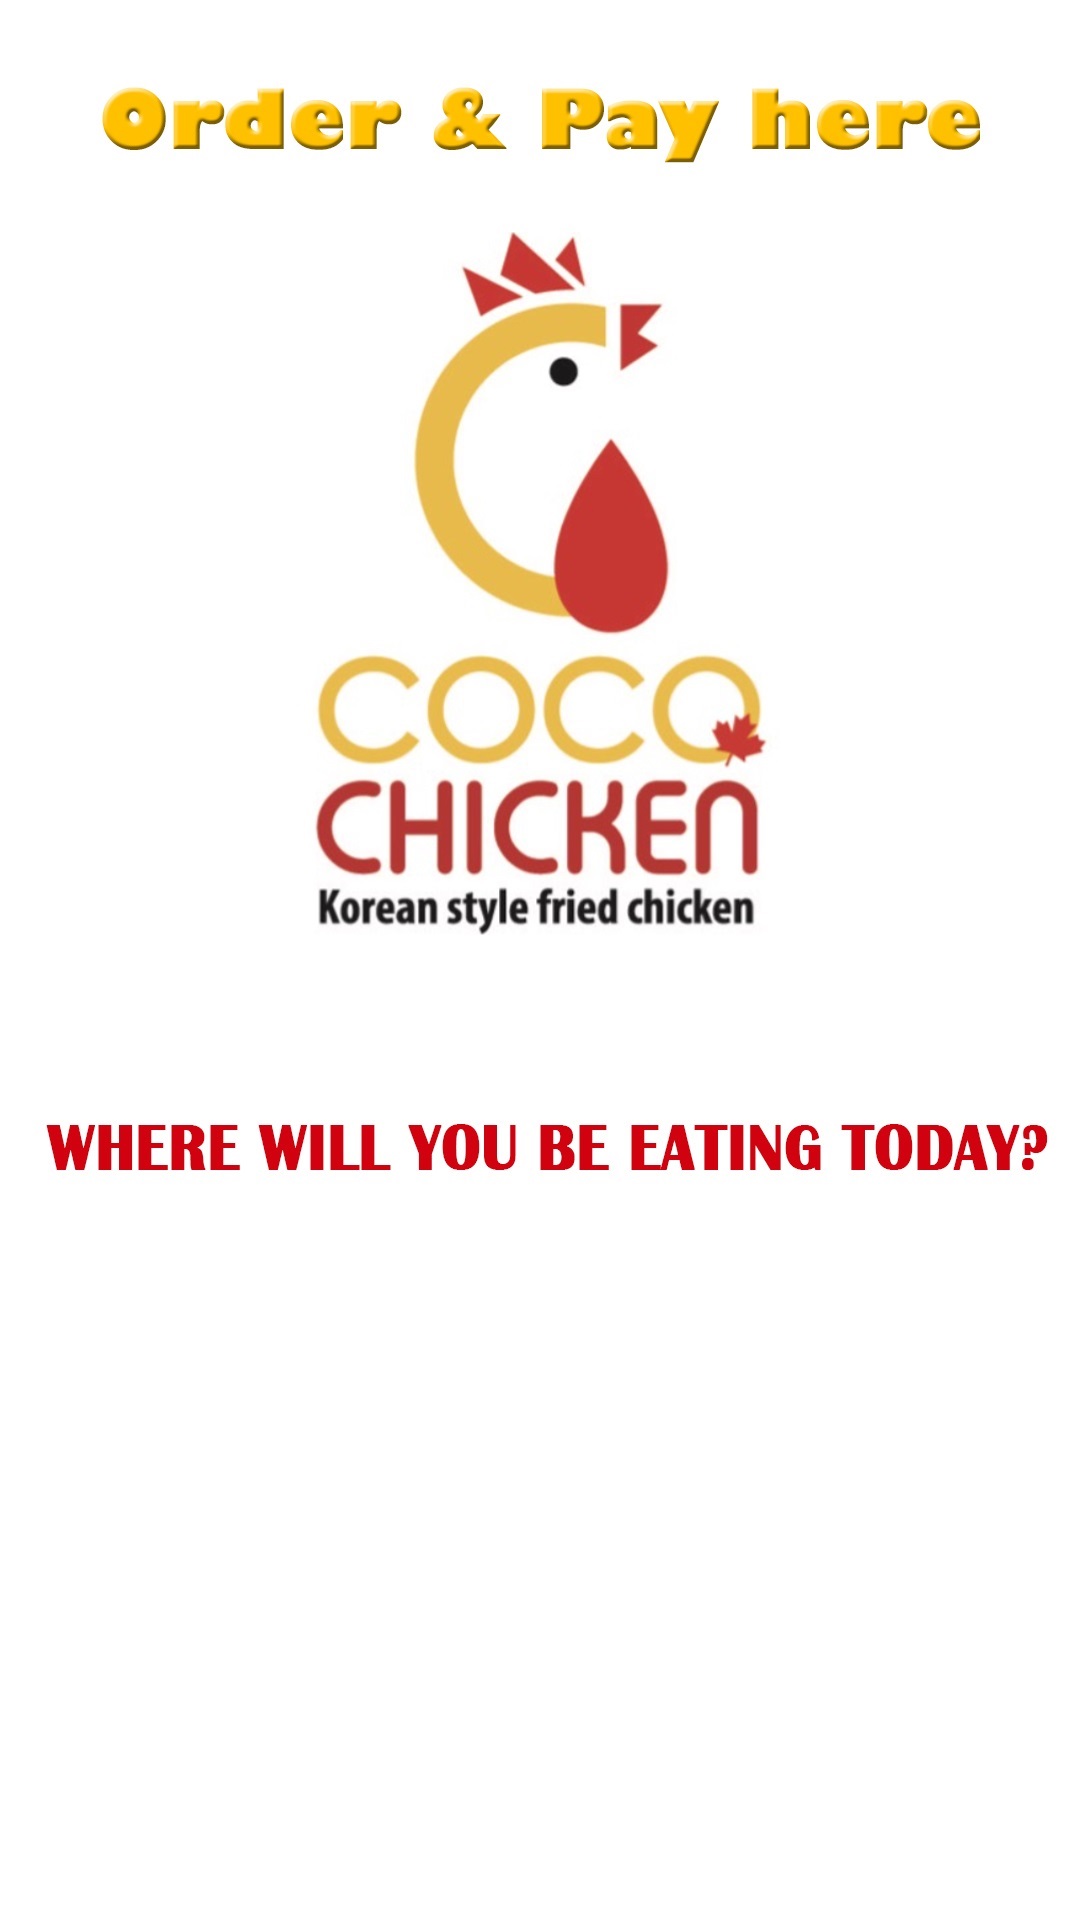 Order & Pay here
COCO
CHICKEN
Korean style fried chicken
WHERE WILL YOU BE EATING TODAY?